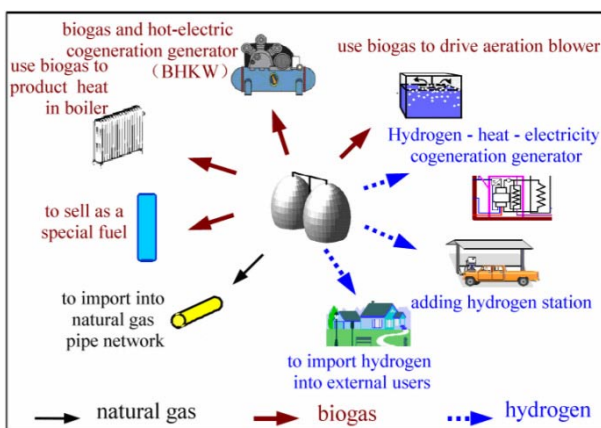 biogas and hot-electric
cogeneration generator
(BHKW)
use biogas to drive aeration blower
use biogas to
product heat
in boiler
Hydrogen - heat - electricity
cogeneration generator
to sell as a
special fuel
adding hydrogen station
to import into
natural gas
pipe network
to import hydrogen
into external users
natural gas
biogas
hydrogen